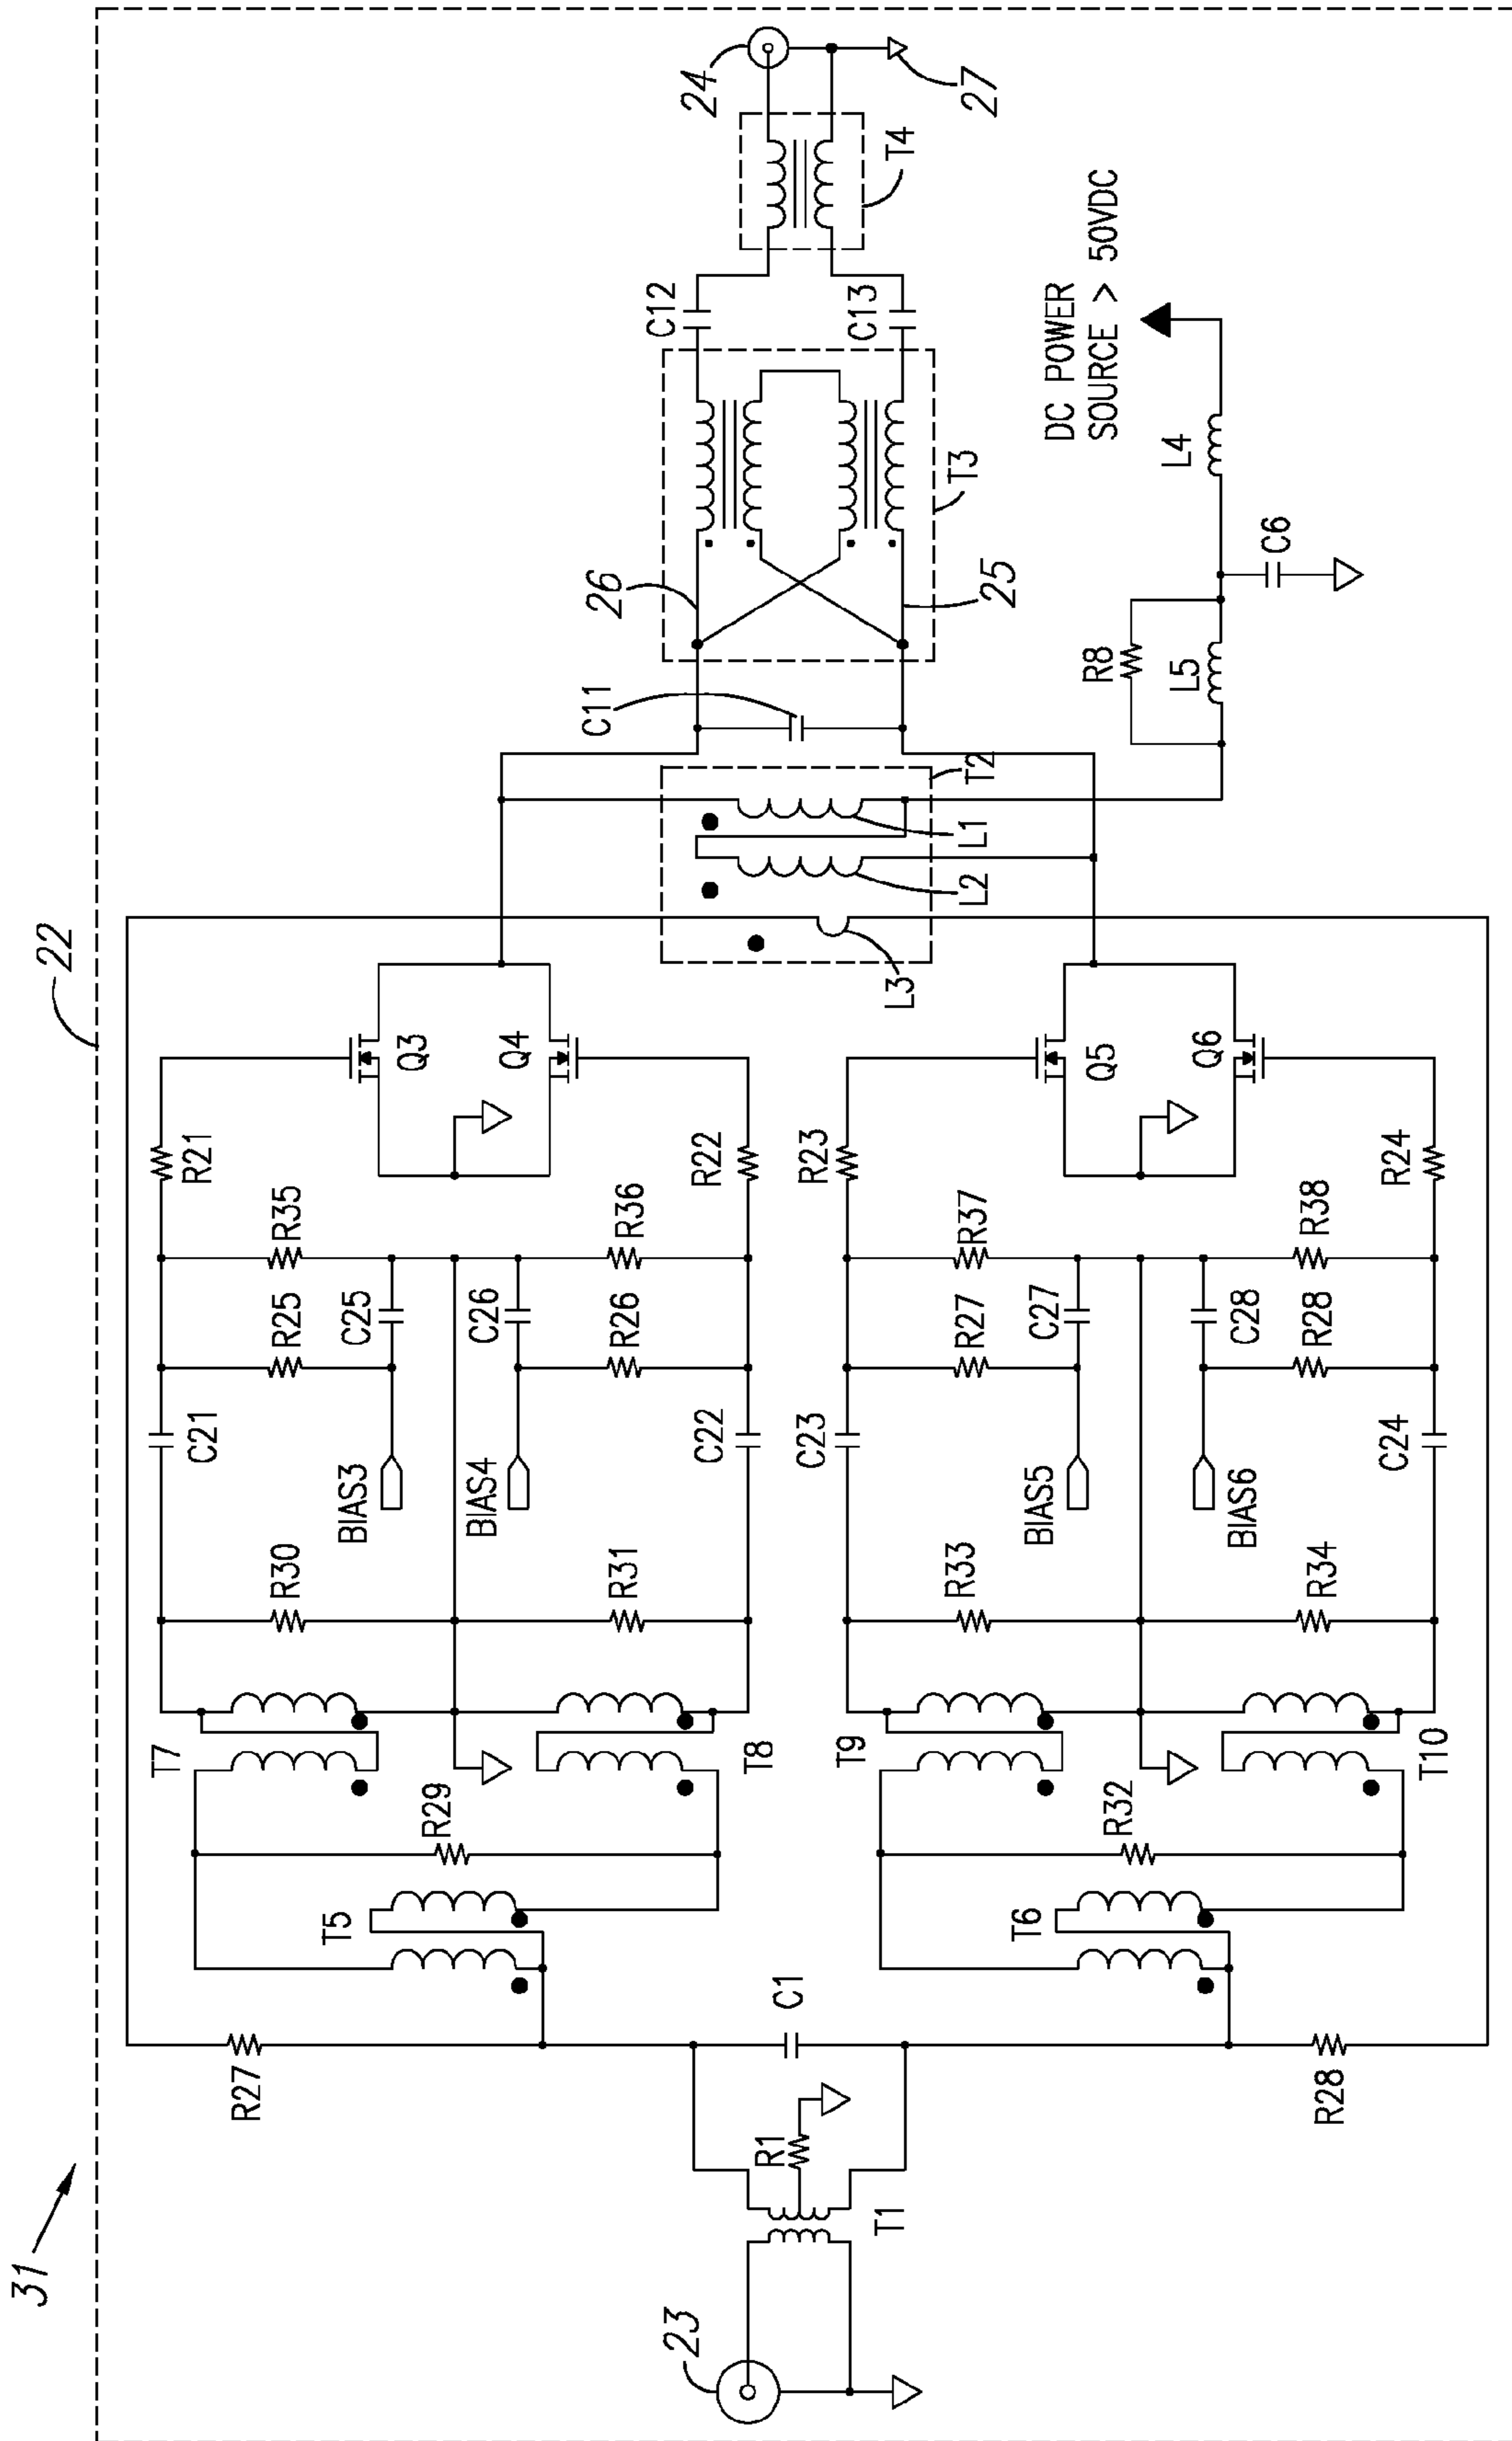 31
22
23
T1
R1
C1
R27
R28
T5
T6
R29
R32
T7
T8
T9
T10
R30
R31
R33
R34
BIAS3
BIAS4
BIAS5
BIAS6
C21
C22
C23
C24
R25
R26
R27
R28
C25
C26
C27
C28
R35
R36
R37
R38
R21
R22
R23
R24
Q3
Q4
Q5
Q6
L3
L2
L1
T2
C11
26
25
T3
R8
L5
C6
L4
DC POWER
SOURCE > 50VDC
C12
C13
T4
24
27